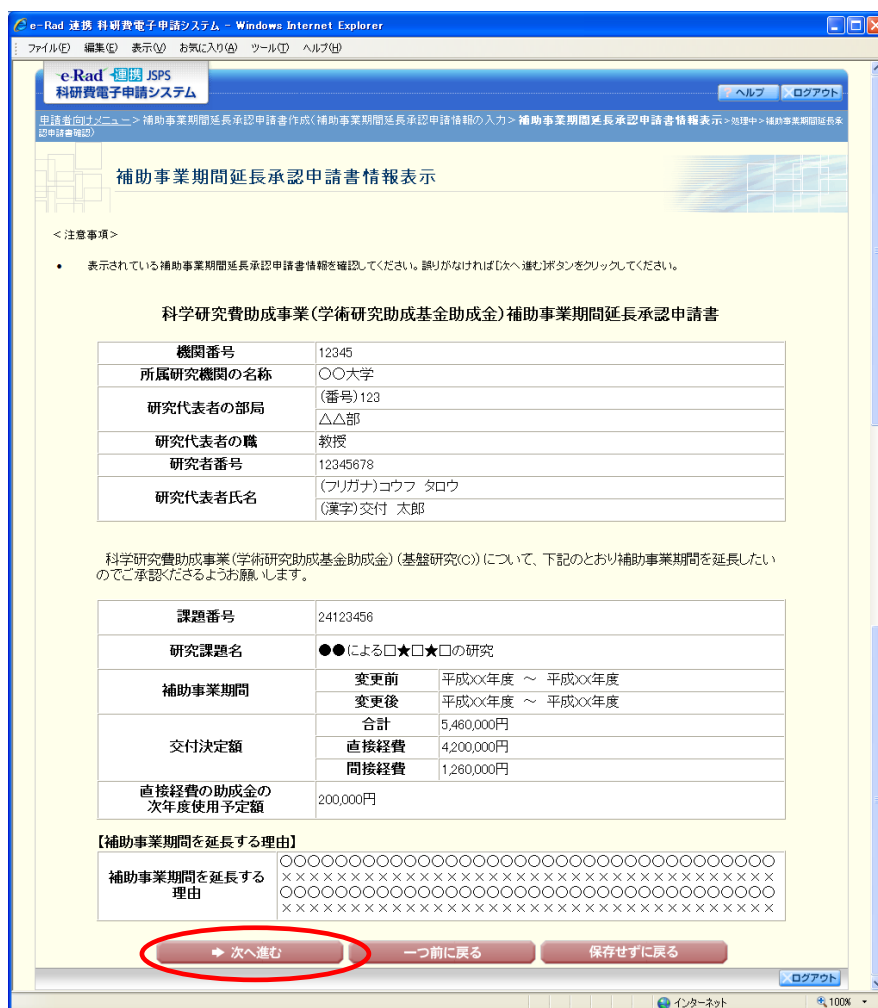 e-Rad 連携 科研費電子申請システム - Windows Internet Explorer
ファイル(F) 編集(E) 表示(V) お気に入り(A) ツール(T) ヘルプ(H)
e-Rad 連携 JSPS
科研費電子申請システム
? ヘルプ ×ログアウト
申請者向けメニュー>補助事業期間延長承認申請書作成(補助事業期間延長承認申請情報の入力>補助事業期間延長承認申請書情報表示>処理中>補助事業期間延長承
認申請書確認)
補助事業期間延長承認申請書情報表示
<注意事項>
• 表示されている補助事業期間延長承認申請書情報を確認してください。誤りがなければ[次へ進む]ボタンをクリックしてください。
科学研究費助成事業(学術研究助成基金助成金)補助事業期間延長承認申請書
機関番号 12345
所属研究機関の名称 ○○大学
研究代表者の部局 (番号)123
△△部
研究代表者の職 教授
研究者番号 12345678
研究代表者氏名 (フリガナ)コウフ タロウ
(漢字)交付 太郎
科学研究費助成事業(学術研究助成基金助成金)(基盤研究(C))について、下記のとおり補助事業期間を延長したい
のでご承認くださるようお願いします。
課題番号 24123456
研究課題名 ●●による□★□★□の研究
補助事業期間 変更前 平成XX年度 ～ 平成XX年度
変更後 平成XX年度 ～ 平成XX年度
交付決定額 合計 5,460,000円
直接経費 4,200,000円
間接経費 1,260,000円
直接経費の助成金の
次年度使用予定額 200,000円
【補助事業期間を延長する理由】
補助事業期間を延長する
理由
○○○○○○○○○○○○○○○○○○○○○○○○○○○○○○○○○○○○
××××××××××××××××××××××××××××××××××××
○○○○○○○○○○○○○○○○○○○○○○○○○○○○○○○○○○○○
××××××××××××××××××××××××××××××××××××
➡ 次へ進む 一つ前に戻る 保存せずに戻る
×ログアウト
インターネット 100%